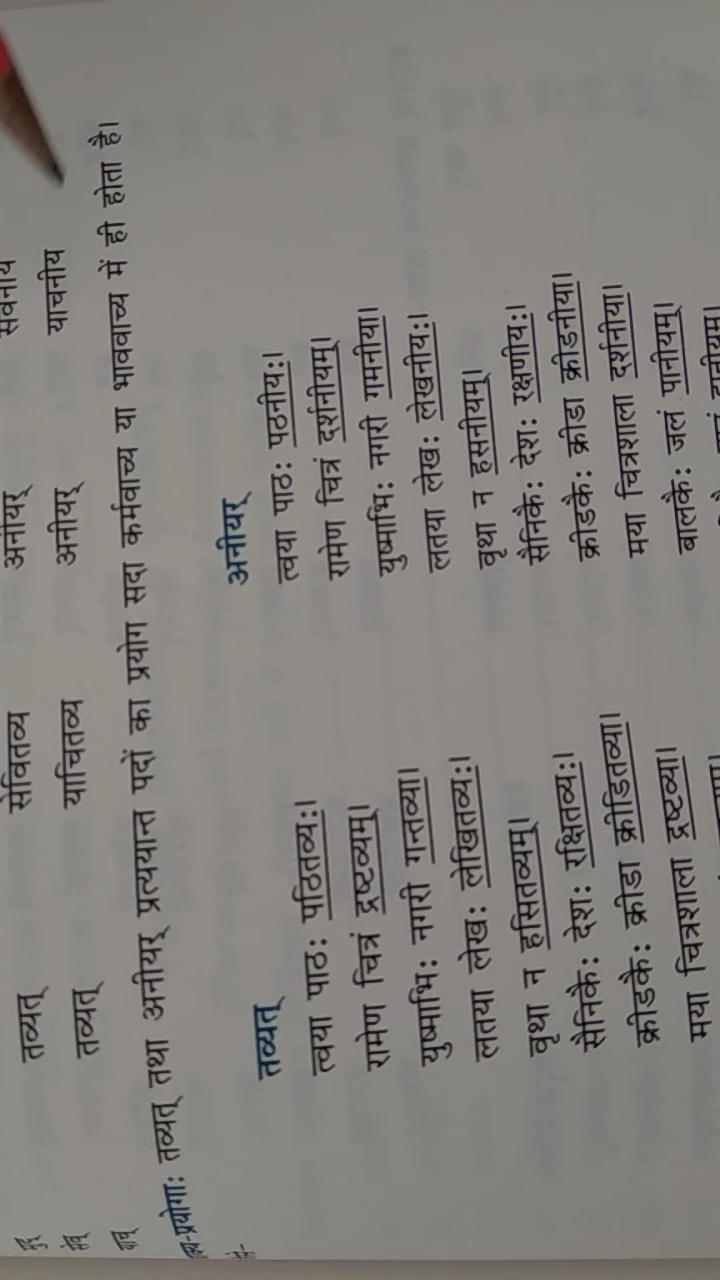 सेव् तव्यत् सेवितव्य अनीयर् सेवनीय
याच् तव्यत् याचितव्य अनीयर् याचनीय
प्रयोगाः तव्यत् तथा अनीयर् प्रत्ययान्त पदों का प्रयोग सदा कर्मवाच्य या भाववाच्य में ही होता है।
तव्यत् अनीयर्
त्वया पाठः पठितव्यः। त्वया पाठः पठनीयः।
रामेण चित्रं द्रष्टव्यम्। रामेण चित्रं दर्शनीयम्।
युष्माभिः नगरी गन्तव्या। युष्माभिः नगरी गमनीया।
लतया लेखः लेखितव्यः। लतया लेखः लेखनीयः।
वृथा न हसितव्यम्। वृथा न हसनीयम्।
सैनिकैः देशः रक्षितव्यः। सैनिकैः देशः रक्षणीयः।
क्रीडकैः क्रीडा क्रीडितव्या। क्रीडकैः क्रीडा क्रीडनीया।
मया चित्रशाला द्रष्टव्या। मया चित्रशाला दर्शनीया।
बालकैः जलं पानीयम्।